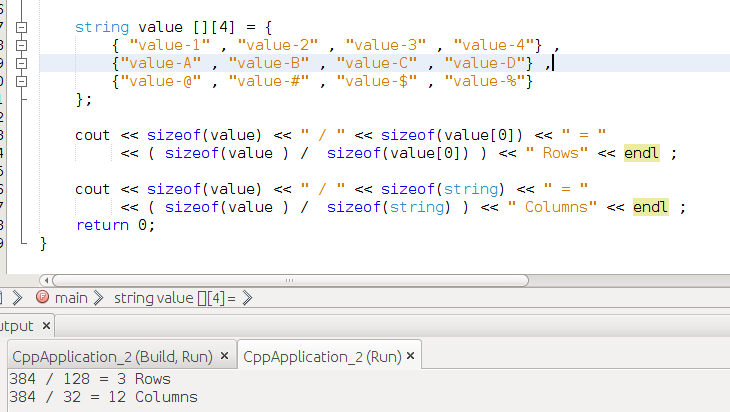 string value [][4] = {
{ "value-1" , "value-2" , "value-3" , "value-4"} ,
{"value-A" , "value-B" , "value-C" , "value-D"} ,
{"value-@" , "value-#" , "value-$" , "value-%"}
};
cout << sizeof(value) << " / " << sizeof(value[0]) << " = "
<< ( sizeof(value ) /  sizeof(value[0]) ) << " Rows" << endl ;
cout << sizeof(value) << " / " << sizeof(string) << " = "
<< ( sizeof(value ) /  sizeof(string) ) << " Columns" << endl ;
return 0;
}
main string value [][4] =
utput ×
CppApplication_2 (Build, Run) × CppApplication_2 (Run) ×
384 / 128 = 3 Rows
384 / 32 = 12 Columns